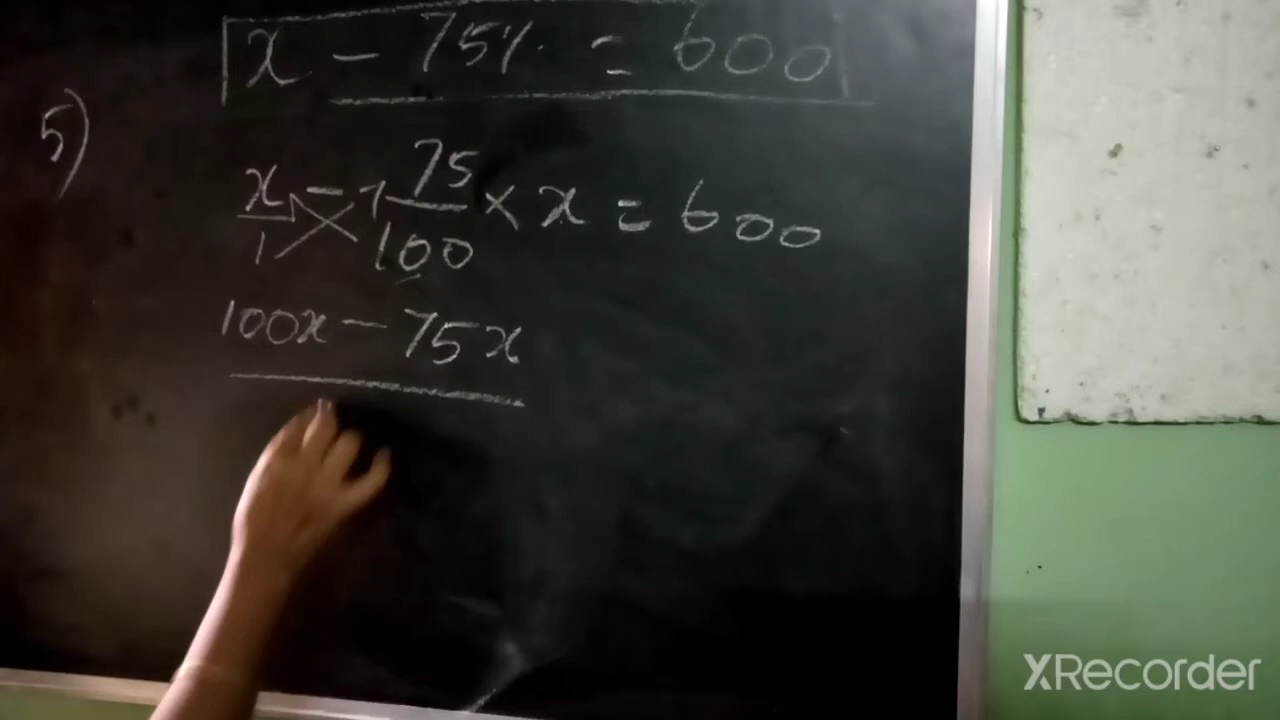 x - 75% = 600
5)
x/1 - 75/100 × x = 600
100x - 75x
XRecorder